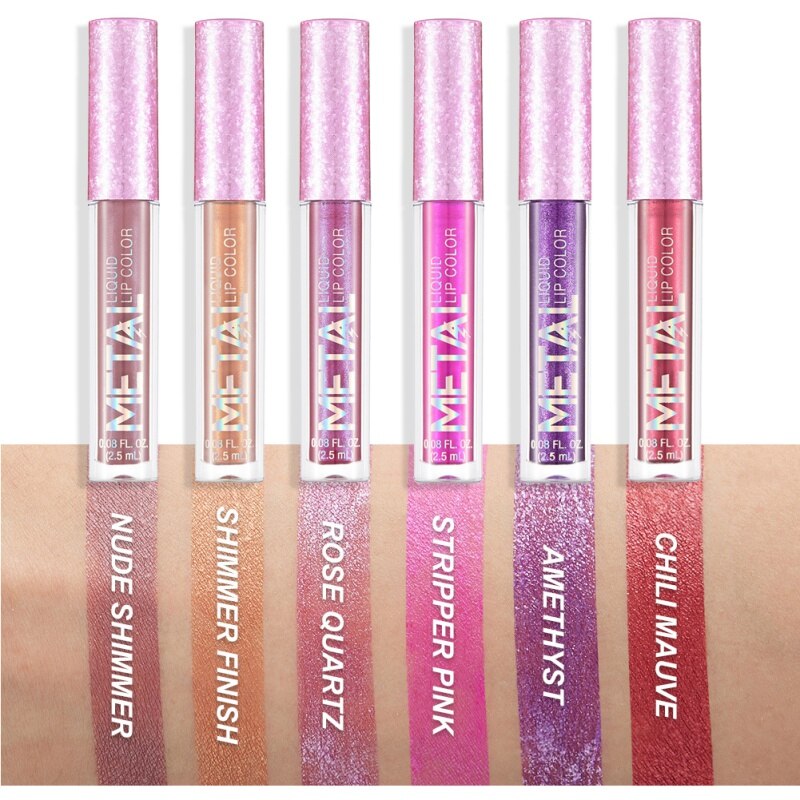 METAL LIQUID
LIP COLOR
0.08 FL. OZ.
(2.5 mL)
METAL LIQUID
LIP COLOR
0.08 FL. OZ.
(2.5 mL)
METAL LIQUID
LIP COLOR
0.08 FL. OZ.
(2.5 mL)
METAL LIQUID
LIP COLOR
0.08 FL. OZ.
(2.5 mL)
METAL LIQUID
LIP COLOR
0.08 FL. OZ.
(2.5 mL)
METAL LIQUID
LIP COLOR
0.08 FL. OZ.
(2.5 mL)
NUDE SHIMMER
SHIMMER FINISH
ROSE QUARTZ
STRIPPER PINK
AMETHYST
CHILI MAUVE